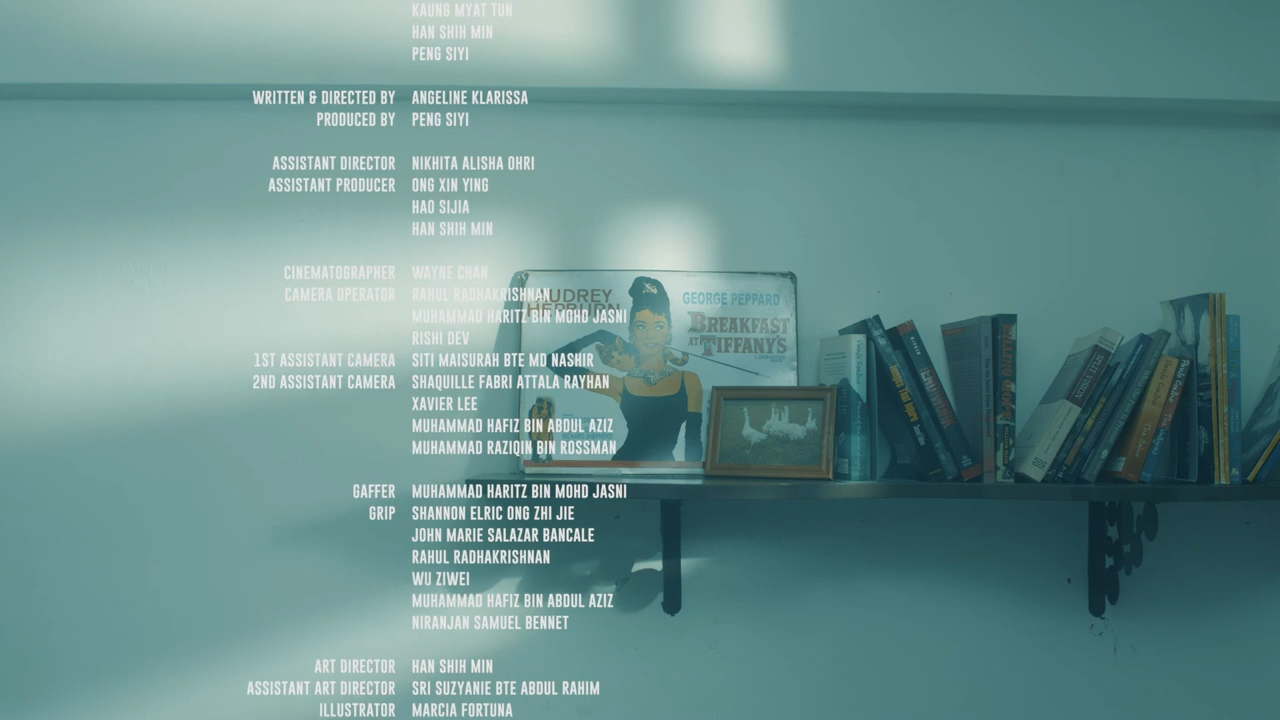 KAUNG MYAT TUN
HAN SHIH MIN
PENG SIYI
WRITTEN & DIRECTED BY ANGELINE KLARISSA
PRODUCED BY PENG SIYI
ASSISTANT DIRECTOR NIKHITA ALISHA OHRI
ASSISTANT PRODUCER ONG XIN YING
HAO SIJIA
HAN SHIH MIN
CINEMATOGRAPHER WAYNE CHAN
CAMERA OPERATOR RAHUL RADHAKRISHNAN
MUHAMMAD HARITZ BIN MOHD JASNI
RISHI DEV
1ST ASSISTANT CAMERA SITI MAISURAH BTE MD NASHIR
2ND ASSISTANT CAMERA SHAQUILLE FABRI ATTALA RAYHAN
XAVIER LEE
MUHAMMAD HAFIZ BIN ABDUL AZIZ
MUHAMMAD RAZIQIN BIN ROSSMAN
GAFFER MUHAMMAD HARITZ BIN MOHD JASNI
GRIP SHANNON ELRIC ONG ZHI JIE
JOHN MARIE SALAZAR BANCALE
RAHUL RADHAKRISHNAN
WU ZIWEI
MUHAMMAD HAFIZ BIN ABDUL AZIZ
NIRANJAN SAMUEL BENNET
ART DIRECTOR HAN SHIH MIN
ASSISTANT ART DIRECTOR SRI SUZYANIE BTE ABDUL RAHIM
ILLUSTRATOR MARCIA FORTUNA
AUDREY
HEPBURN
GEORGE PEPPARD
BREAKFAST
AT TIFFANY'S